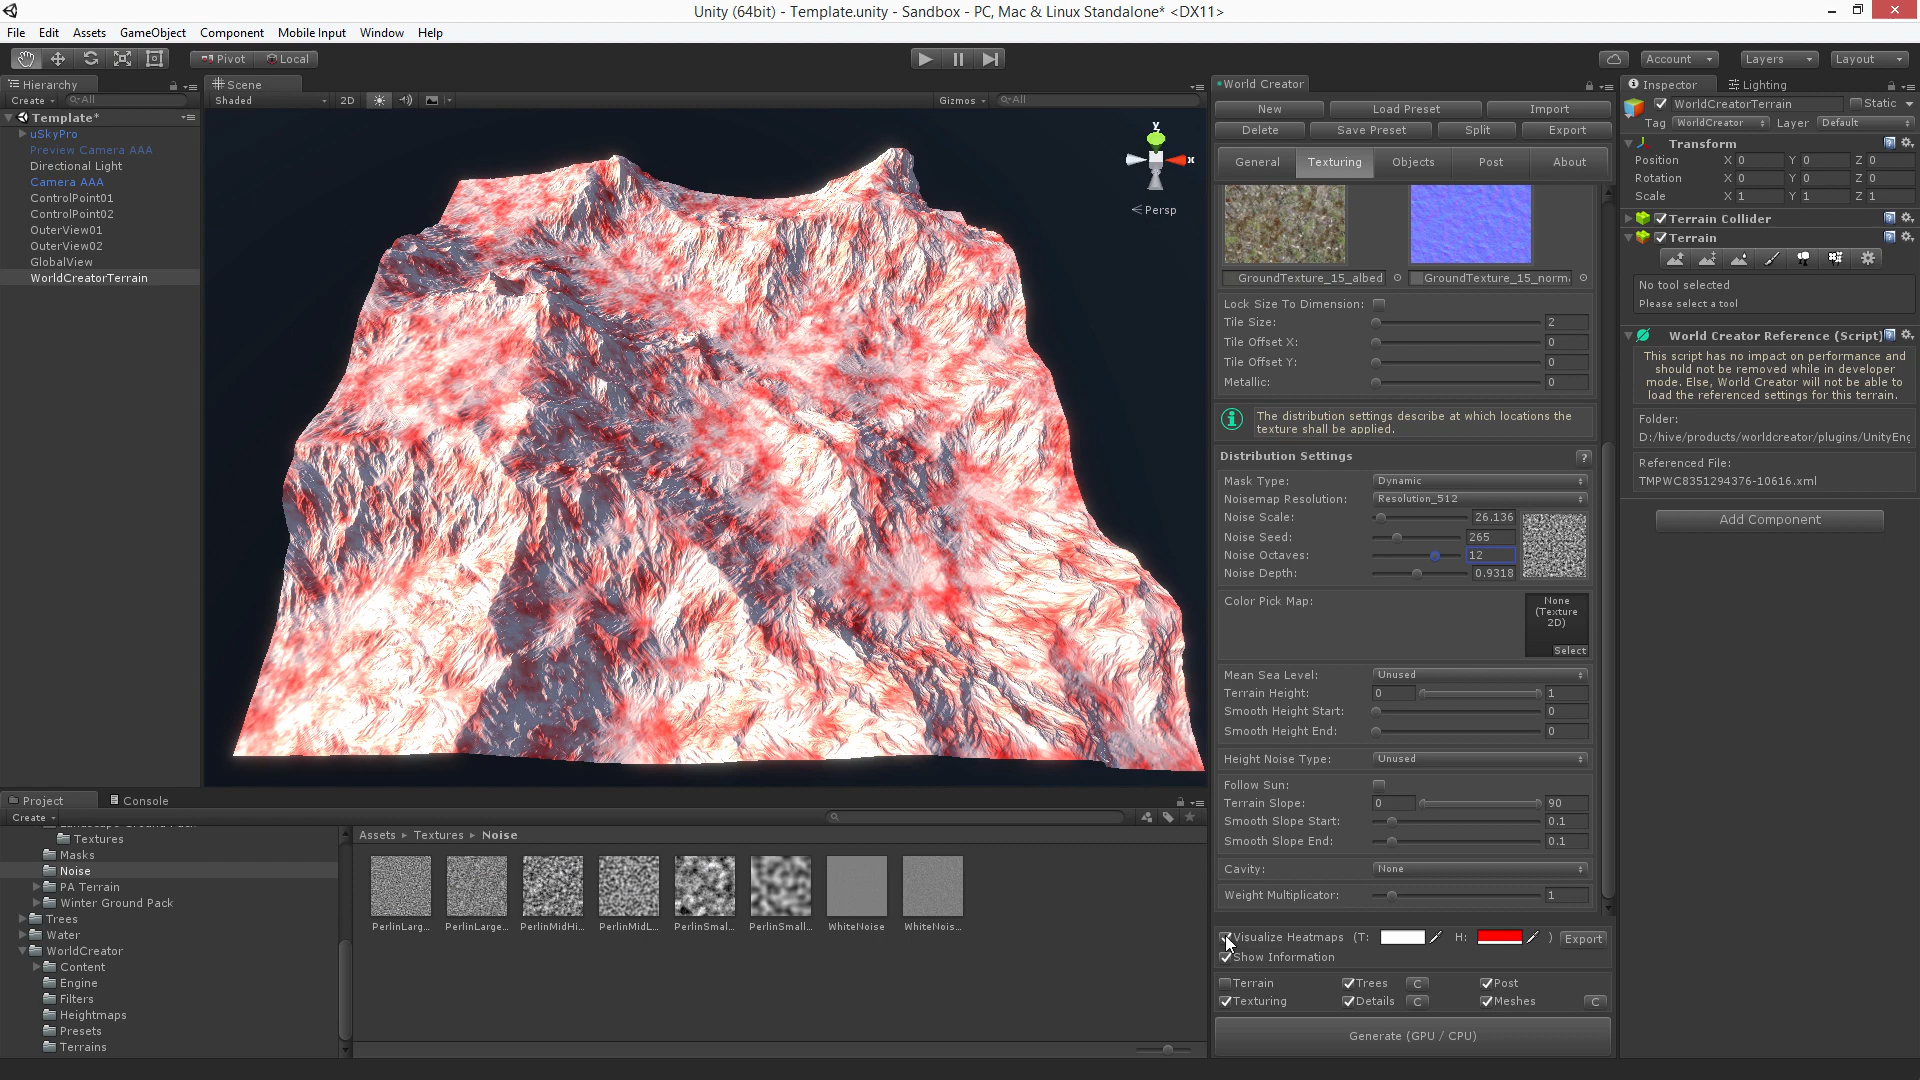 Unity (64bit) - Template.unity - Sandbox - PC, Mac & Linux Standalone* <DX11>
File Edit Assets GameObject Component Mobile Input Window Help
Pivot Local
Account Layers Layout
Hierarchy
Create All
Template*
uSkyPro
Preview Camera AAA
Directional Light
Camera AAA
ControlPoint01
ControlPoint02
OuterView01
OuterView02
GlobalView
WorldCreatorTerrain
Scene
Shaded 2D Gizmos All
y
x
Persp
Project Console
Create
Textures
Masks
Noise
PA Terrain
Winter Ground Pack
Trees
Water
WorldCreator
Content
Engine
Filters
Heightmaps
Presets
Terrains
Assets Textures Noise
PerlinLarg... PerlinLarge... PerlinMidHi... PerlinMidL... PerlinSmal... PerlinSmall... WhiteNoise WhiteNois...
World Creator
New Load Preset Import
Delete Save Preset Split Export
General Texturing Objects Post About
GroundTexture_15_albed GroundTexture_15_norm
Lock Size To Dimension:
Tile Size: 2
Tile Offset X: 0
Tile Offset Y: 0
Metallic: 0
The distribution settings describe at which locations the
texture shall be applied.
Distribution Settings ?
Mask Type: Dynamic
Noisemap Resolution: Resolution_512
Noise Scale: 26.136
Noise Seed: 265
Noise Octaves: 12
Noise Depth: 0.9318
Color Pick Map: None
(Texture
2D)
Select
Mean Sea Level: Unused
Terrain Height: 0 1
Smooth Height Start: 0
Smooth Height End: 0
Height Noise Type: Unused
Follow Sun:
Terrain Slope: 0 90
Smooth Slope Start: 0.1
Smooth Slope End: 0.1
Cavity: None
Weight Multiplicator: 1
Visualize Heatmaps (T: H: ) Export
Show Information
Terrain Trees C Post
Texturing Details C Meshes C
Generate (GPU / CPU)
Inspector Lighting
WorldCreatorTerrain Static
Tag WorldCreator Layer Default
Transform
Position X 0 Y 0 Z 0
Rotation X 0 Y 0 Z 0
Scale X 1 Y 1 Z 1
Terrain Collider
Terrain
No tool selected
Please select a tool
World Creator Reference (Script)
This script has no impact on performance and
should not be removed while in developer
mode. Else, World Creator will not be able to
load the referenced settings for this terrain.
Folder:
D:/hive/products/worldcreator/plugins/UnityEng
Referenced File:
TMPWC8351294376-10616.xml
Add Component